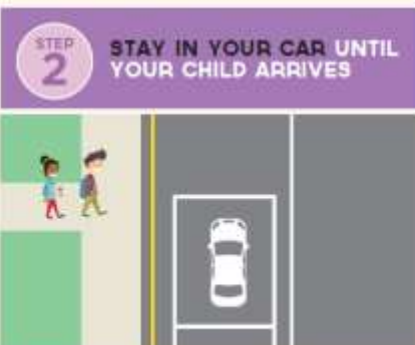 STEP
2
STAY IN YOUR CAR UNTIL
YOUR CHILD ARRIVES